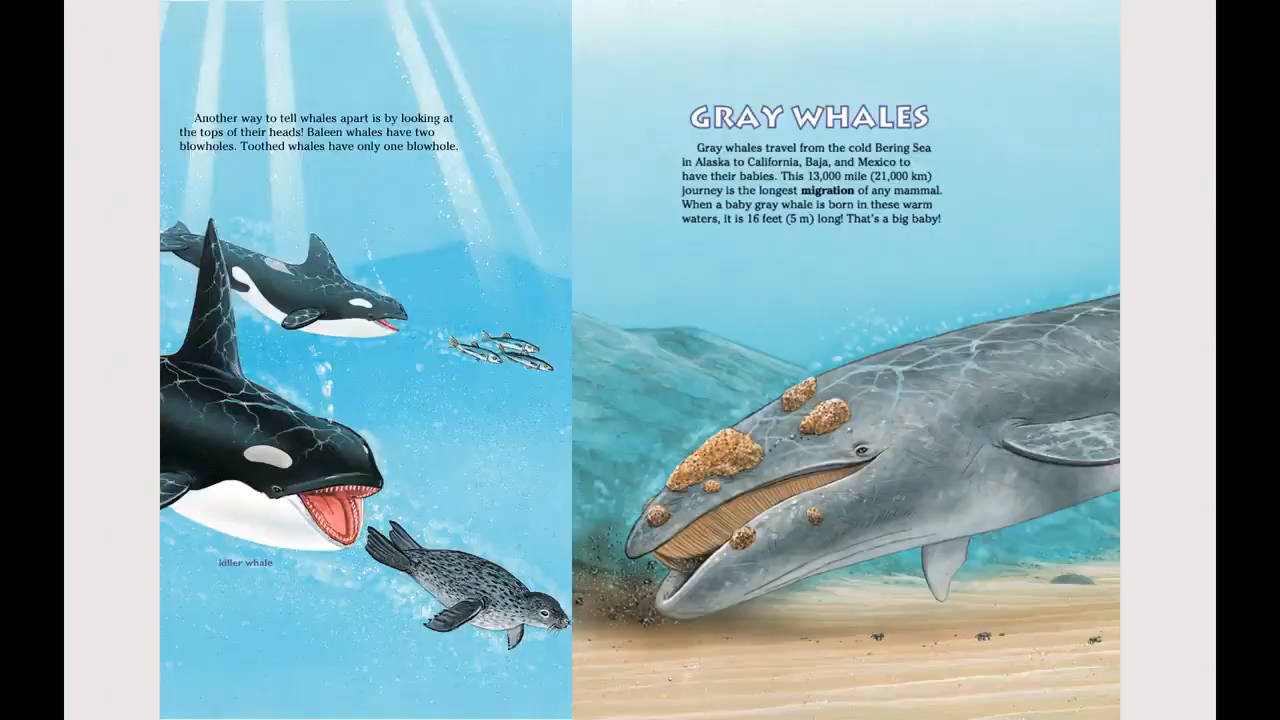 Another way to tell whales apart is by looking at
the tops of their heads! Baleen whales have two
blowholes. Toothed whales have only one blowhole.
killer whale
GRAY WHALES
Gray whales travel from the cold Bering Sea
in Alaska to California, Baja, and Mexico to
have their babies. This 13,000 mile (21,000 km)
journey is the longest migration of any mammal.
When a baby gray whale is born in these warm
waters, it is 16 feet (5 m) long! That's a big baby!